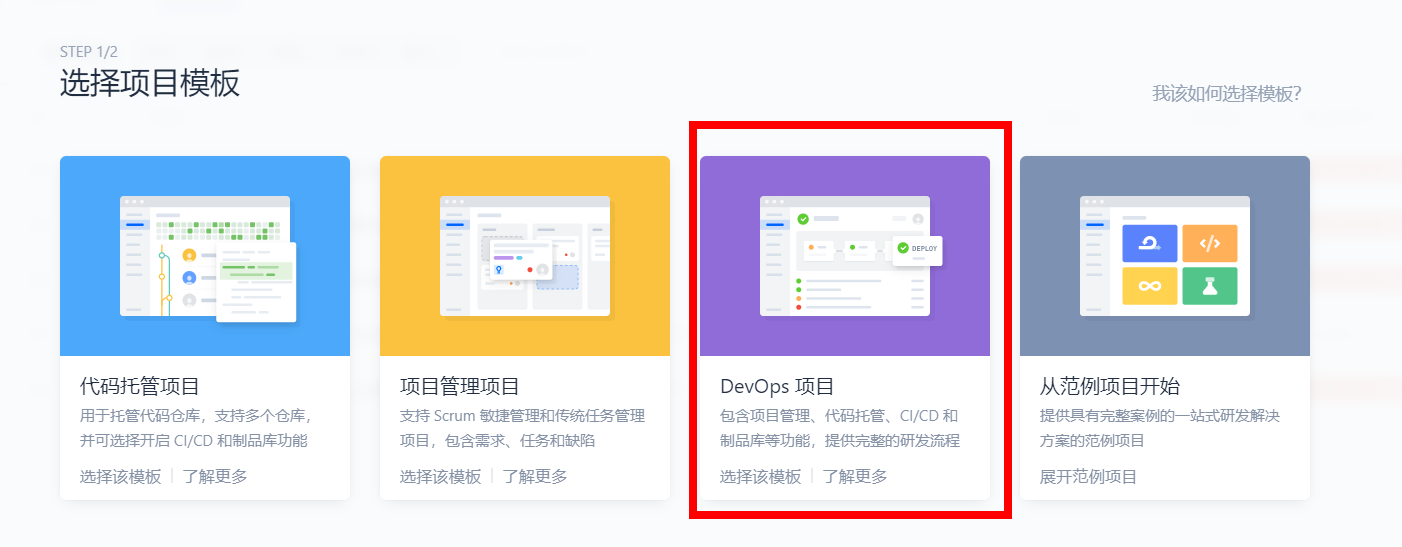 STEP 1/2
选择项目模板
我该如何选择模板？
DEPLOY
代码托管项目
用于托管代码仓库，支持多个仓库，
并可选择开启 CI/CD 和制品库功能
选择该模板 | 了解更多
项目管理项目
支持 Scrum 敏捷管理和传统任务管理
项目，包含需求、任务和缺陷
选择该模板 | 了解更多
DevOps 项目
包含项目管理、代码托管、CI/CD 和
制品库等功能，提供完整的研发流程
选择该模板 | 了解更多
从范例项目开始
提供具有完整案例的一站式研发解决
方案的范例项目
展开范例项目